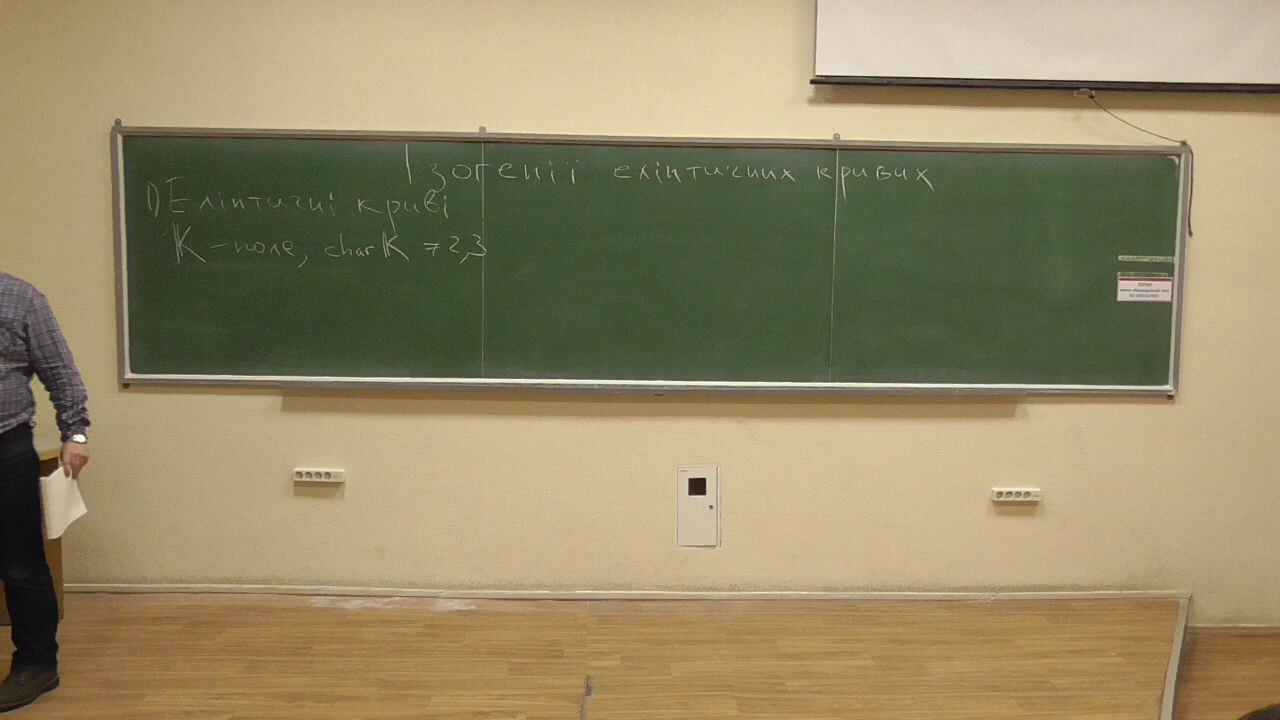 Ізогенії еліптичних кривих
1) Еліптичні криві
𝕂 - поле, char 𝕂 ≠ 2,3